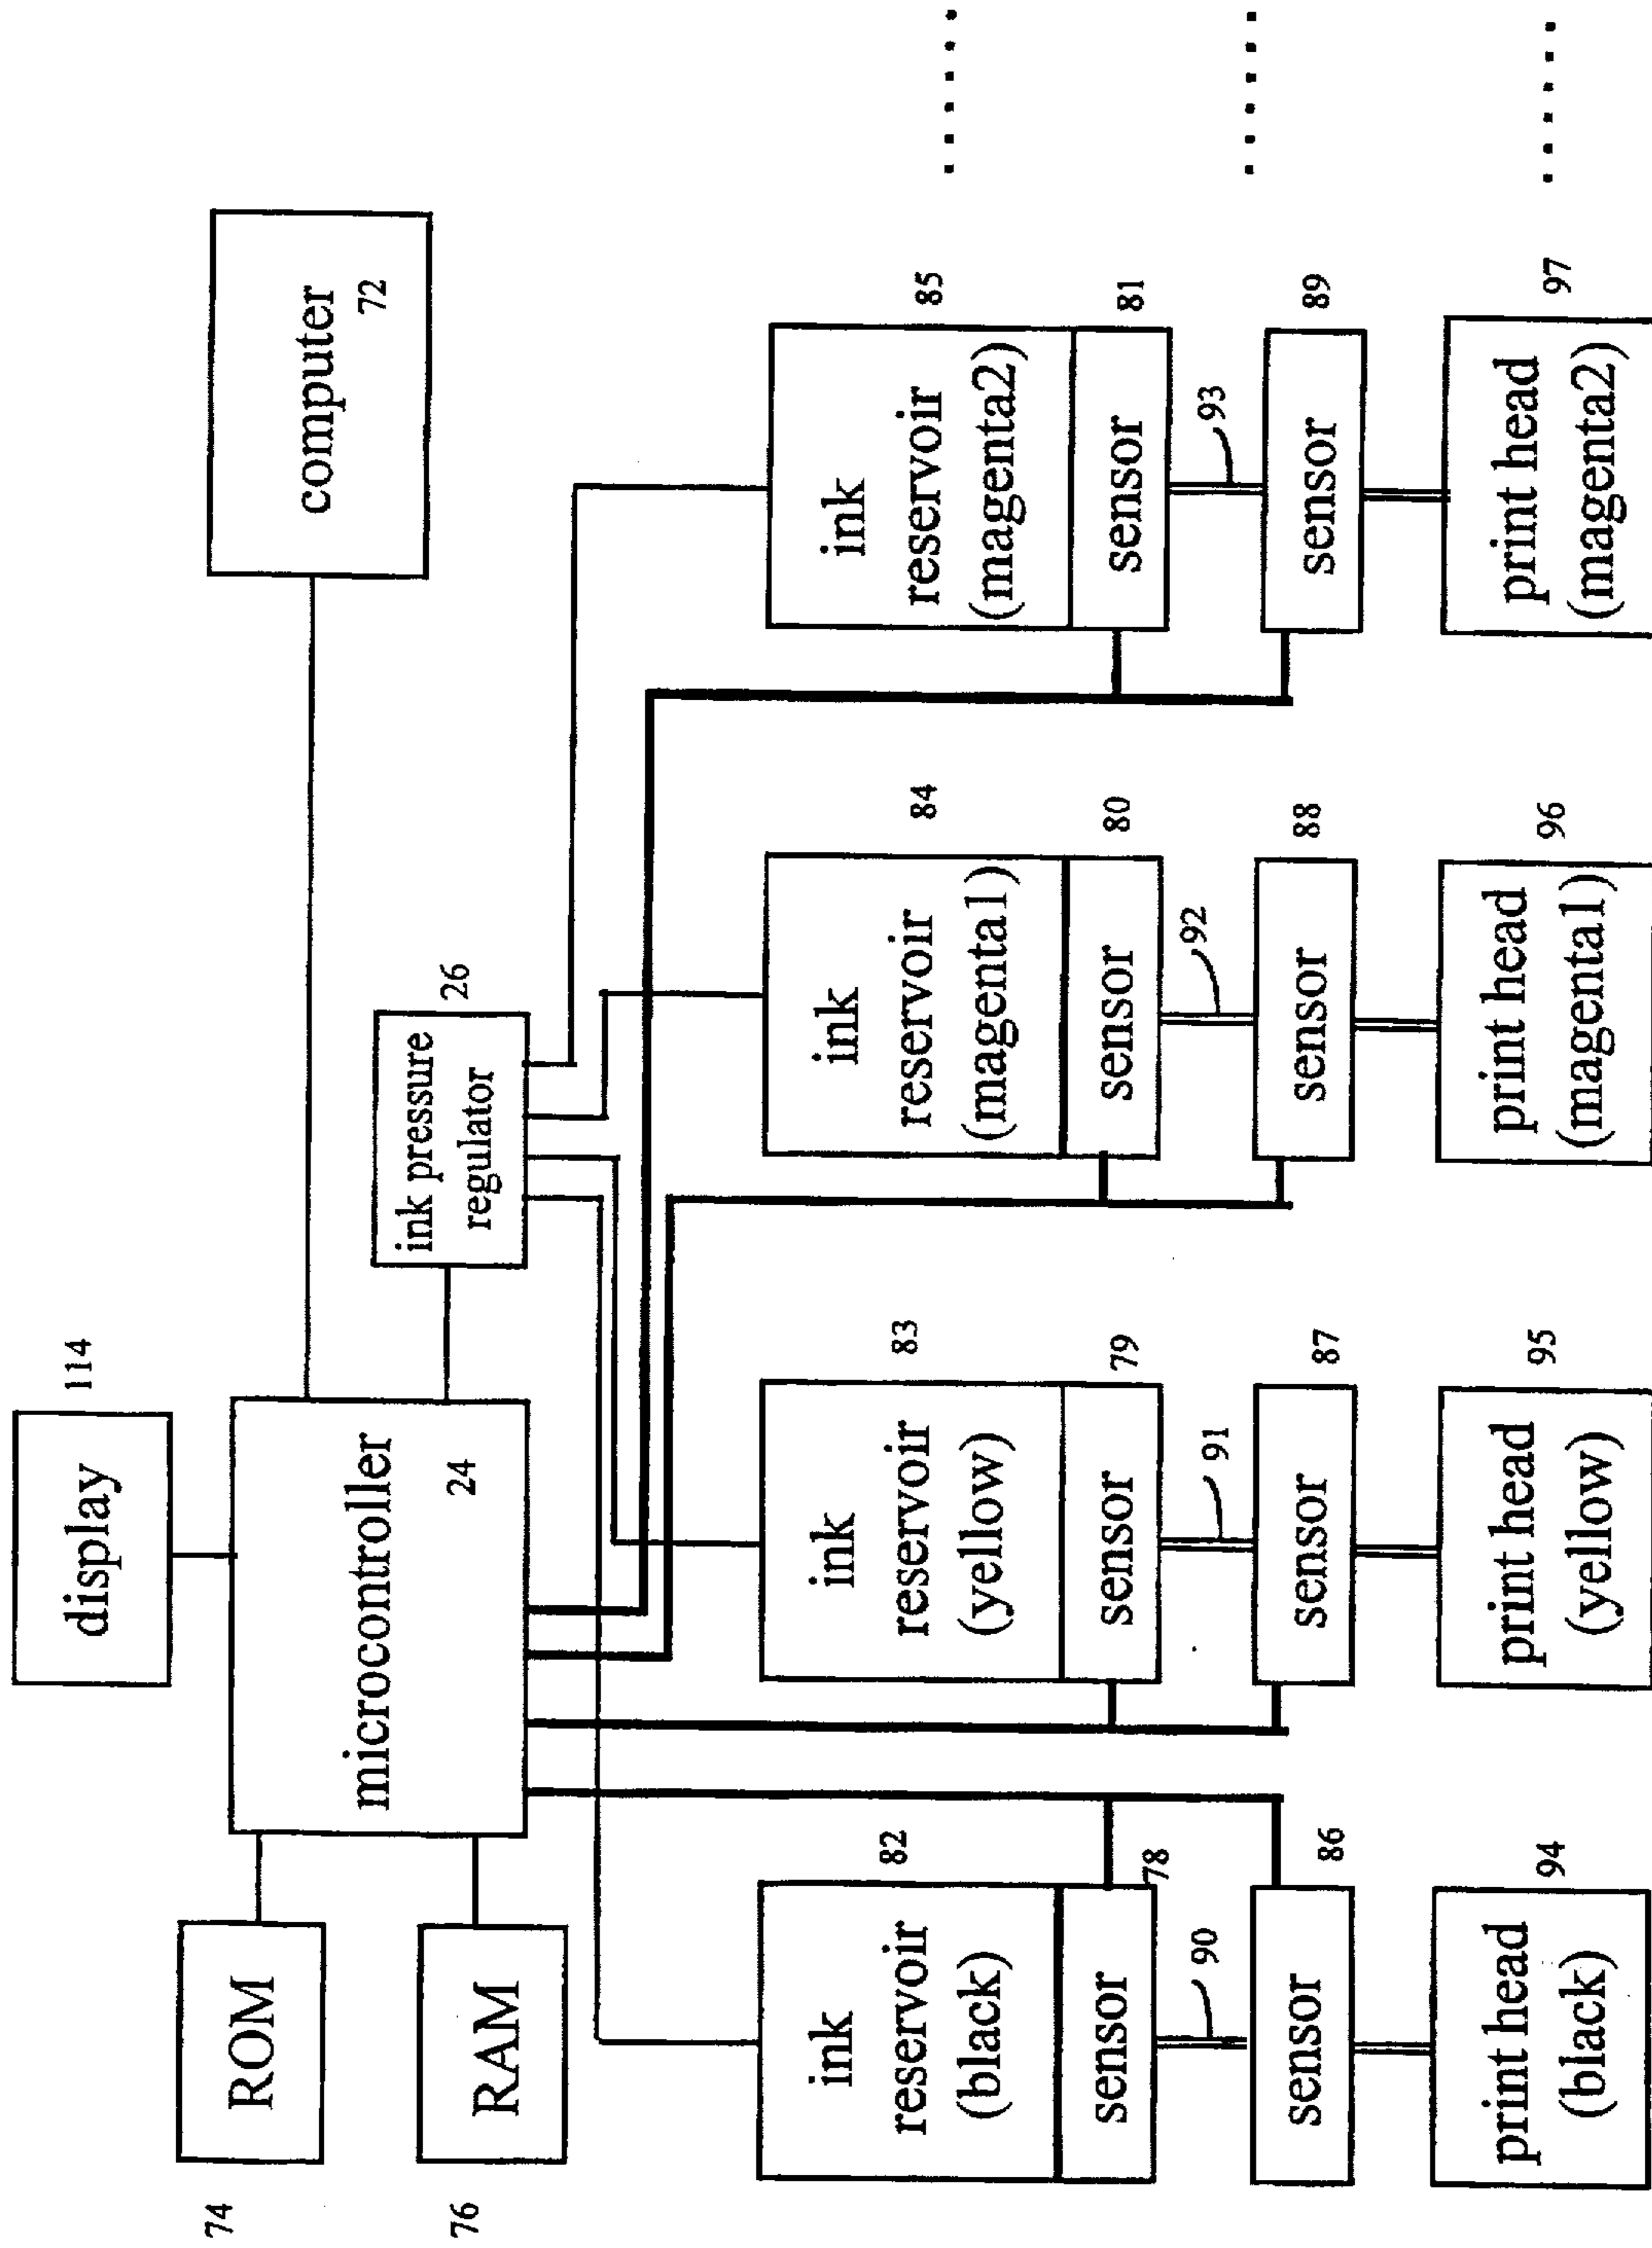 display
114
ROM
74
microcontroller
24
computer
72
RAM
76
ink pressure
regulator
26
ink
reservoir
(black)
82
ink
reservoir
(yellow)
83
ink
reservoir
(magenta1)
84
ink
reservoir
(magenta2)
85
sensor
78
sensor
79
sensor
80
sensor
81
90
91
92
93
sensor
86
sensor
87
sensor
88
sensor
89
print head
(black)
94
print head
(yellow)
95
print head
(magenta1)
96
print head
(magenta2)
97